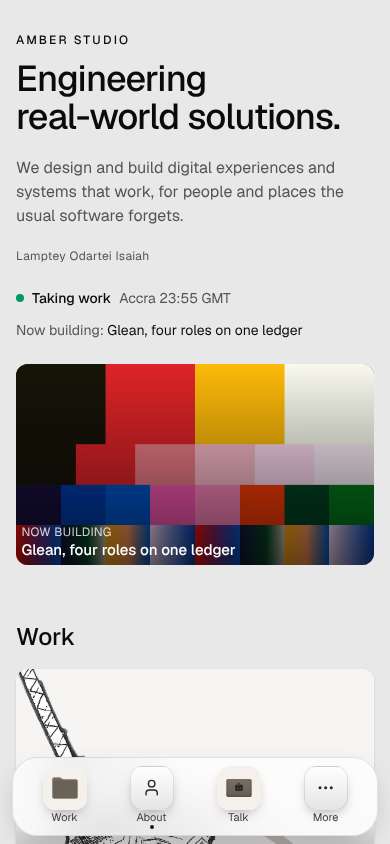 AMBER STUDIO
Engineering
real-world solutions.
We design and build digital experiences and
systems that work, for people and places the
usual software forgets.
Lamptey Odartei Isaiah
Taking work Accra 23:55 GMT
Now building: Glean, four roles on one ledger
NOW BUILDING
Glean, four roles on one ledger
Work
Work About Talk More